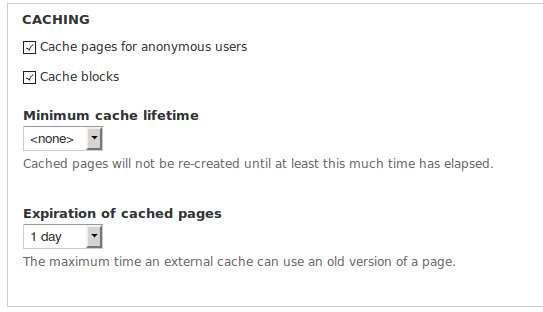 CACHING
Cache pages for anonymous users
Cache blocks
Minimum cache lifetime
<none>
Cached pages will not be re-created until at least this much time has elapsed.
Expiration of cached pages
1 day
The maximum time an external cache can use an old version of a page.